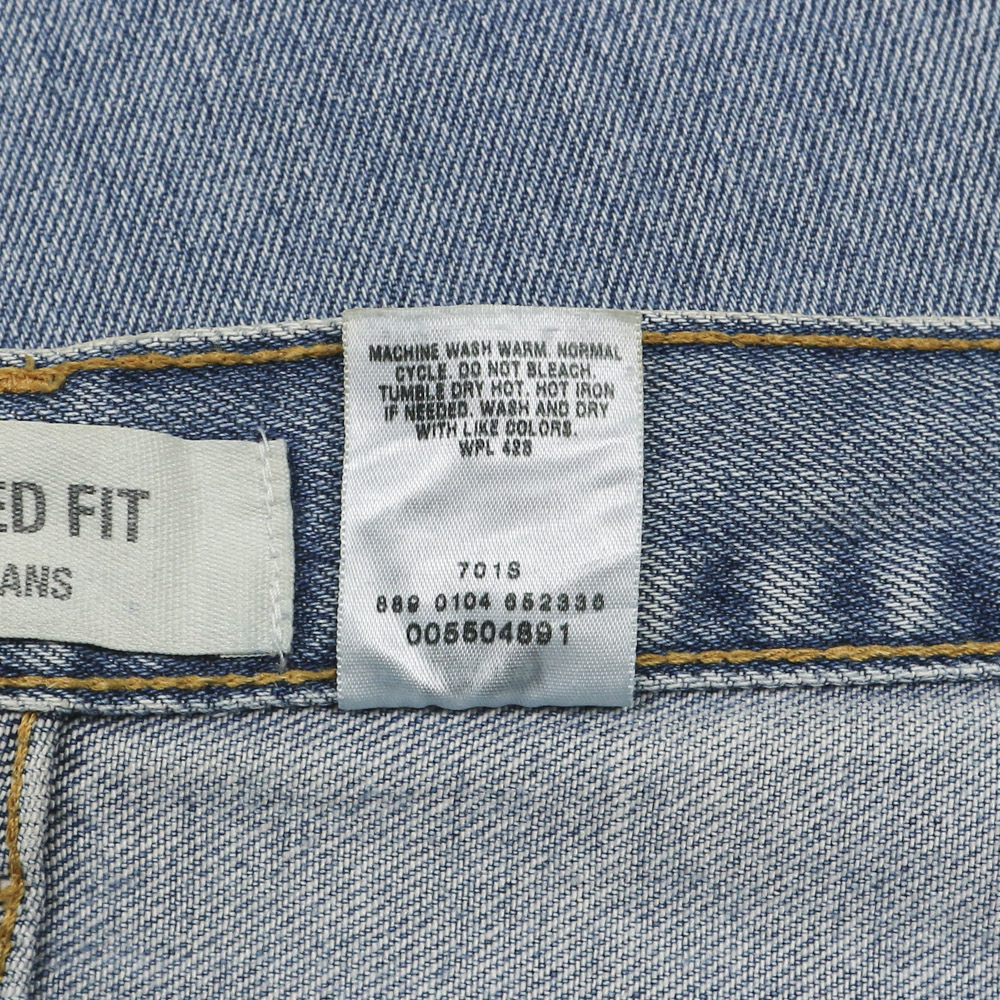 MACHINE WASH WARM. NORMAL
CYCLE. DO NOT BLEACH.
TUMBLE DRY HOT. HOT IRON
IF NEEDED. WASH AND DRY
WITH LIKE COLORS.
WPL 423
ED FIT
EANS
701S
889 0104 652336
005504891